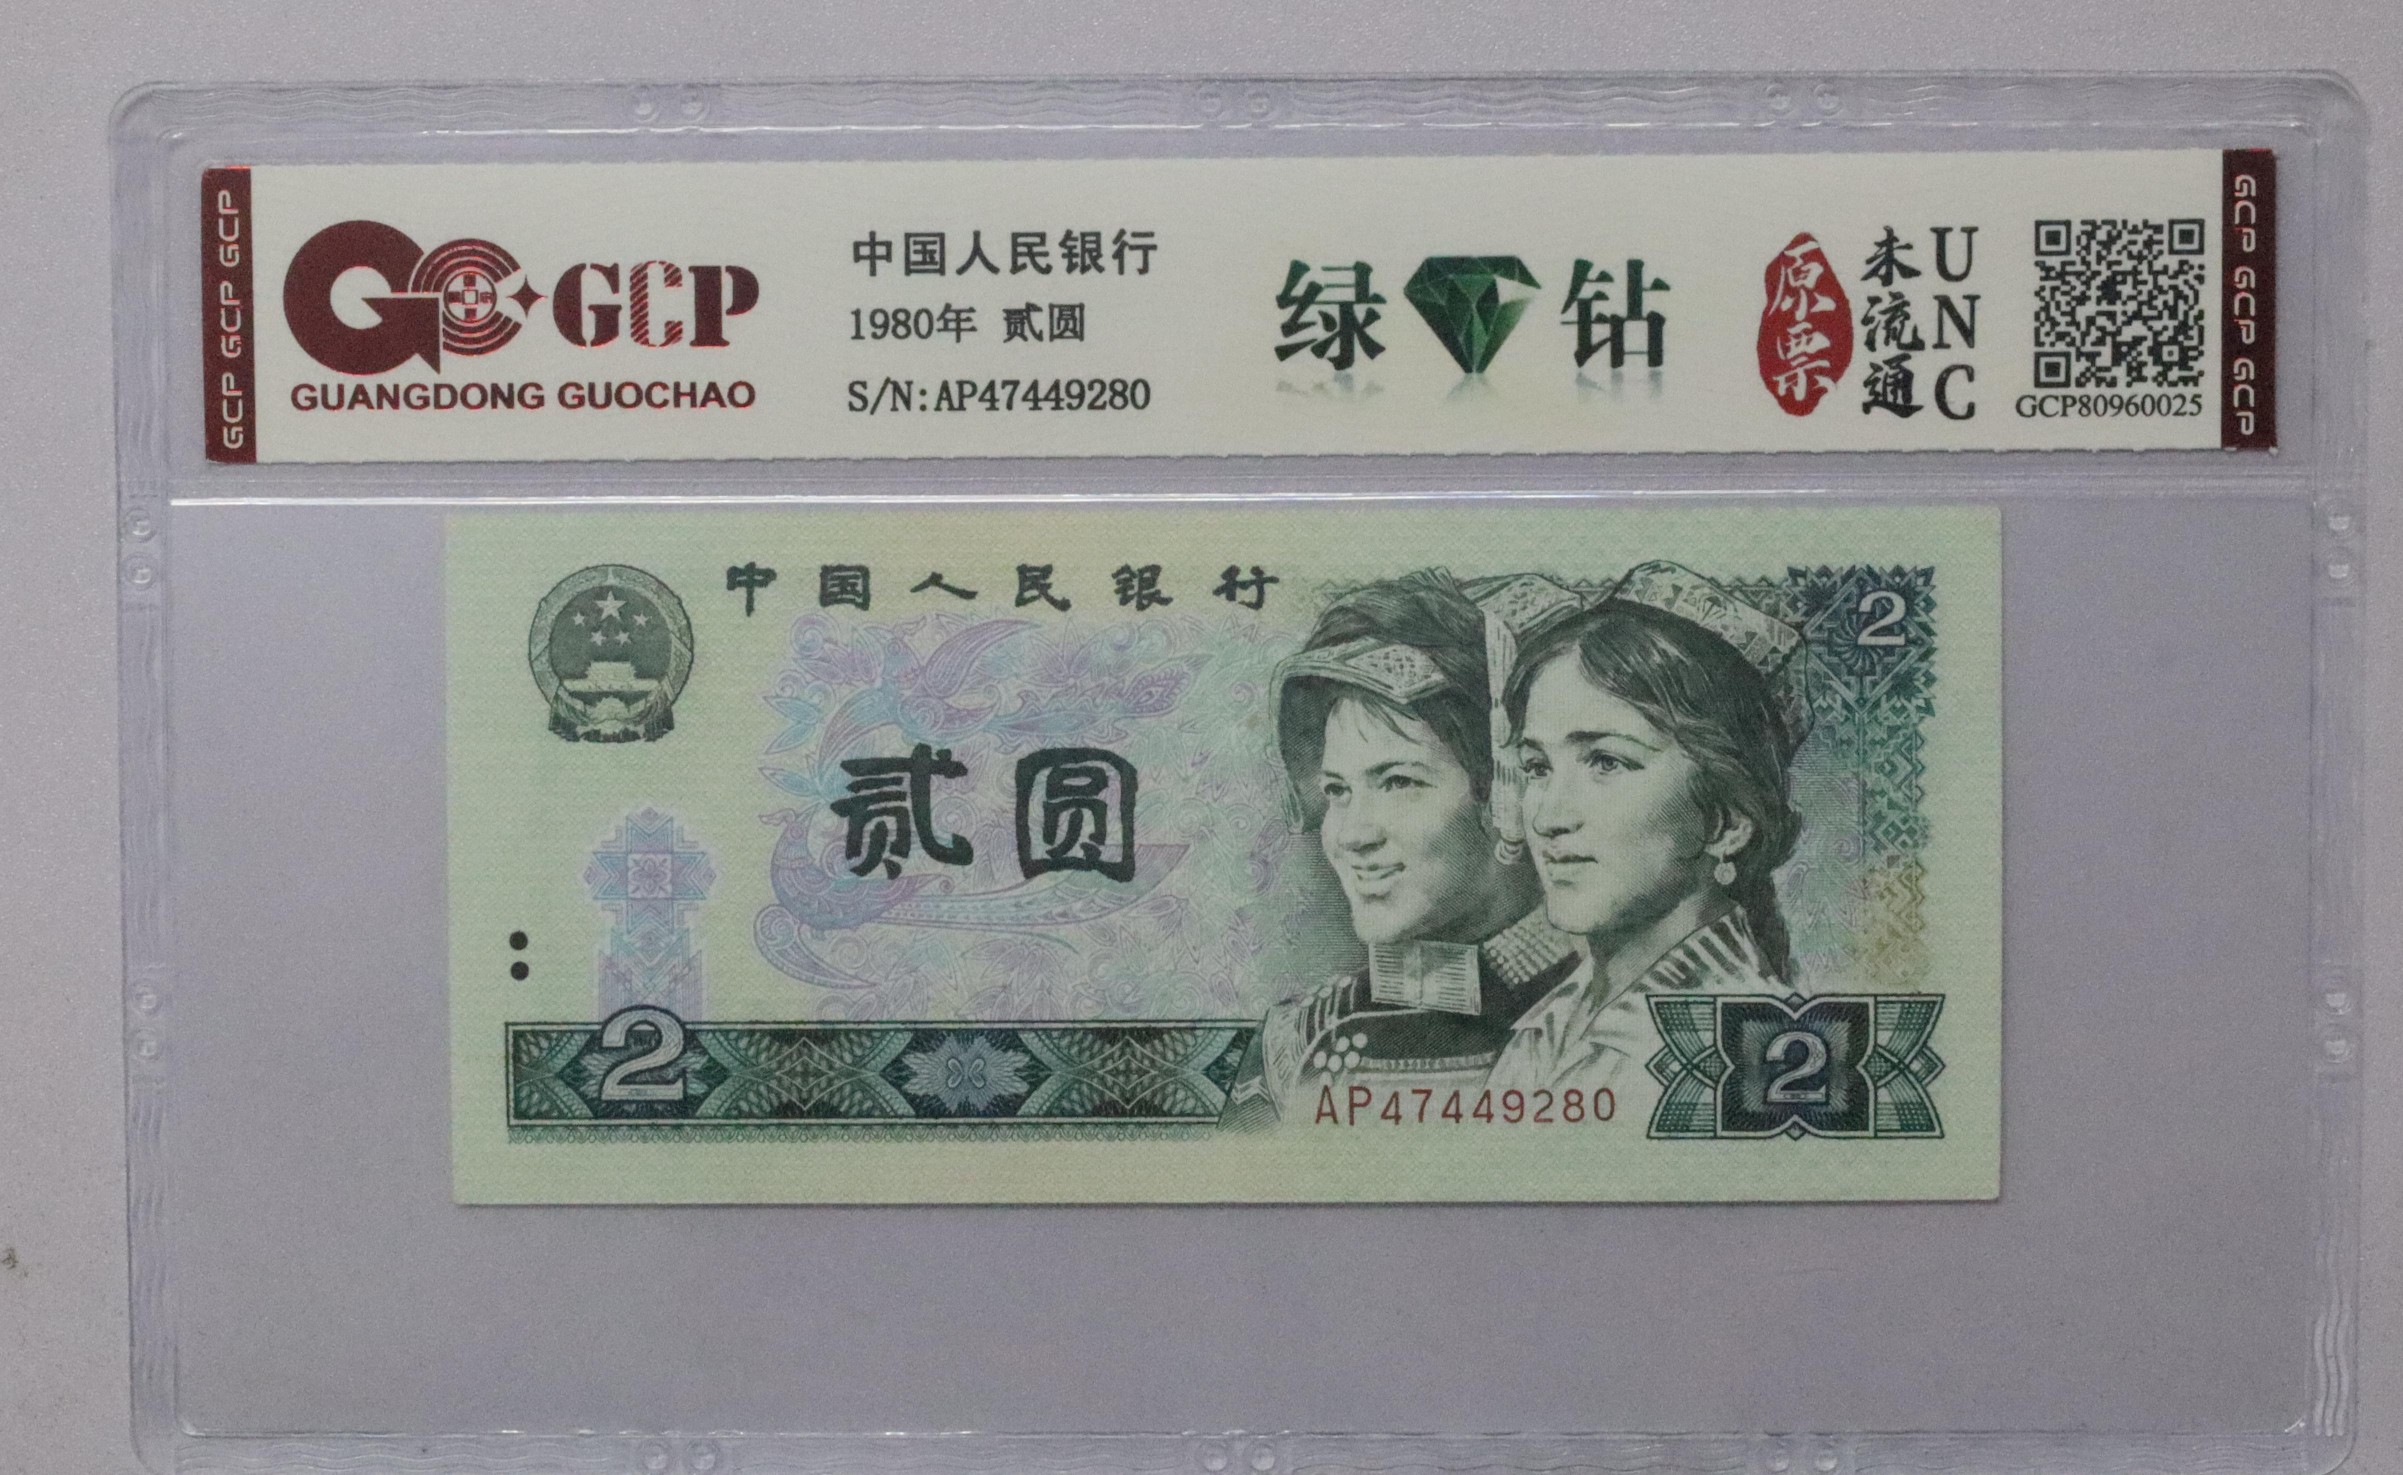 GCP GCP GCP
GCP
GUANGDONG GUOCHAO
中国人民银行
1980年 贰圆
S/N:AP47449280
绿钻
原票
未流通
UNC
GCP80960025
GCP GCP GCP
中国人民银行
2
贰圆
2
AP47449280
2